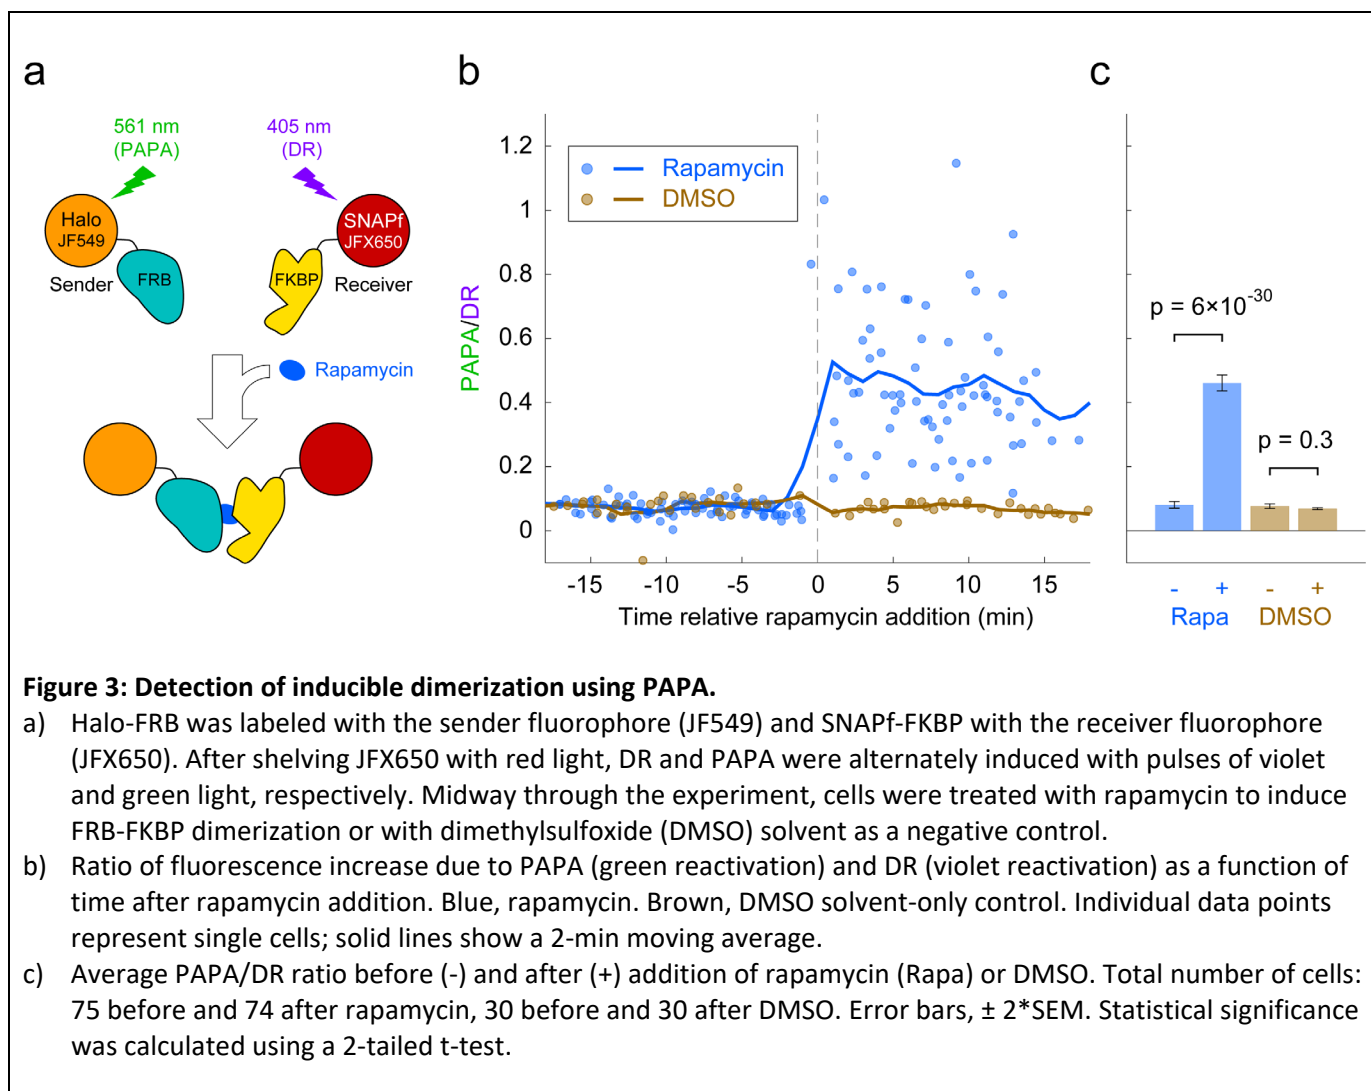 a
561 nm
(PAPA)
405 nm
(DR)
Halo
JF549
SNAPf
JFX650
Sender
FRB
FKBP
Receiver
Rapamycin
b
1.2
1
0.8
0.6
0.4
0.2
0
PAPA/DR
Rapamycin
DMSO
-15
-10
-5
0
5
10
15
Time relative rapamycin addition (min)
c
p = 6×10⁻³⁰
p = 0.3
- + - +
Rapa DMSO
Figure 3: Detection of inducible dimerization using PAPA.
a) Halo-FRB was labeled with the sender fluorophore (JF549) and SNAPf-FKBP with the receiver fluorophore
(JFX650). After shelving JFX650 with red light, DR and PAPA were alternately induced with pulses of violet
and green light, respectively. Midway through the experiment, cells were treated with rapamycin to induce
FRB-FKBP dimerization or with dimethylsulfoxide (DMSO) solvent as a negative control.
b) Ratio of fluorescence increase due to PAPA (green reactivation) and DR (violet reactivation) as a function of
time after rapamycin addition. Blue, rapamycin. Brown, DMSO solvent-only control. Individual data points
represent single cells; solid lines show a 2-min moving average.
c) Average PAPA/DR ratio before (-) and after (+) addition of rapamycin (Rapa) or DMSO. Total number of cells:
75 before and 74 after rapamycin, 30 before and 30 after DMSO. Error bars, ± 2*SEM. Statistical significance
was calculated using a 2-tailed t-test.